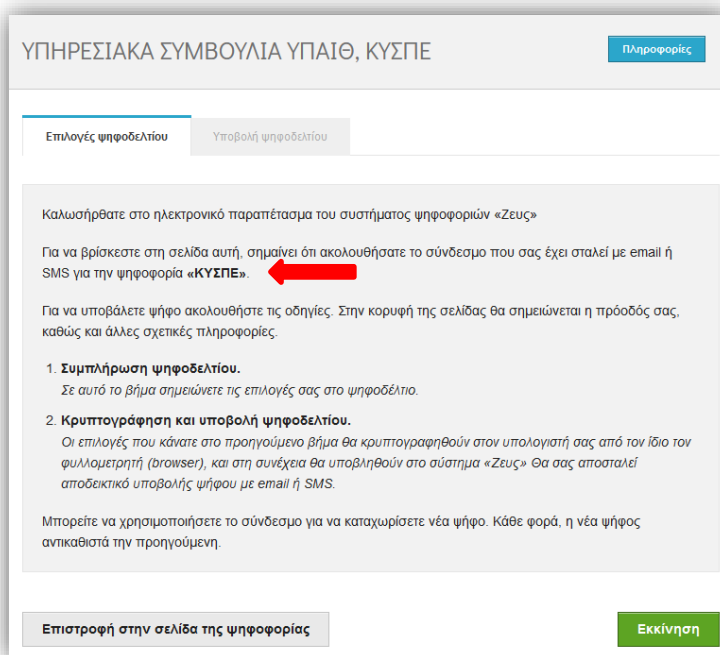 ΥΠΗΡΕΣΙΑΚΑ ΣΥΜΒΟΥΛΙΑ ΥΠΑΙΘ, ΚΥΣΠΕ
Πληροφορίες
Επιλογές ψηφοδελτίου
Υποβολή ψηφοδελτίου
Καλωσήρθατε στο ηλεκτρονικό παραπέτασμα του συστήματος ψηφοφοριών «Ζευς»
Για να βρίσκεστε στη σελίδα αυτή, σημαίνει ότι ακολουθήσατε το σύνδεσμο που σας έχει σταλεί με email ή
SMS για την ψηφοφορία «ΚΥΣΠΕ».
Για να υποβάλετε ψήφο ακολουθήστε τις οδηγίες. Στην κορυφή της σελίδας θα σημειώνεται η πρόοδός σας,
καθώς και άλλες σχετικές πληροφορίες.
1. Συμπλήρωση ψηφοδελτίου.
Σε αυτό το βήμα σημειώνετε τις επιλογές σας στο ψηφοδέλτιο.
2. Κρυπτογράφηση και υποβολή ψηφοδελτίου.
Οι επιλογές που κάνατε στο προηγούμενο βήμα θα κρυπτογραφηθούν στον υπολογιστή σας από τον ίδιο τον
φυλλομετρητή (browser), και στη συνέχεια θα υποβληθούν στο σύστημα «Ζευς» Θα σας αποσταλεί
αποδεικτικό υποβολής ψήφου με email ή SMS.
Μπορείτε να χρησιμοποιήσετε το σύνδεσμο για να καταχωρίσετε νέα ψήφο. Κάθε φορά, η νέα ψήφος
αντικαθιστά την προηγούμενη.
Επιστροφή στην σελίδα της ψηφοφορίας
Εκκίνηση